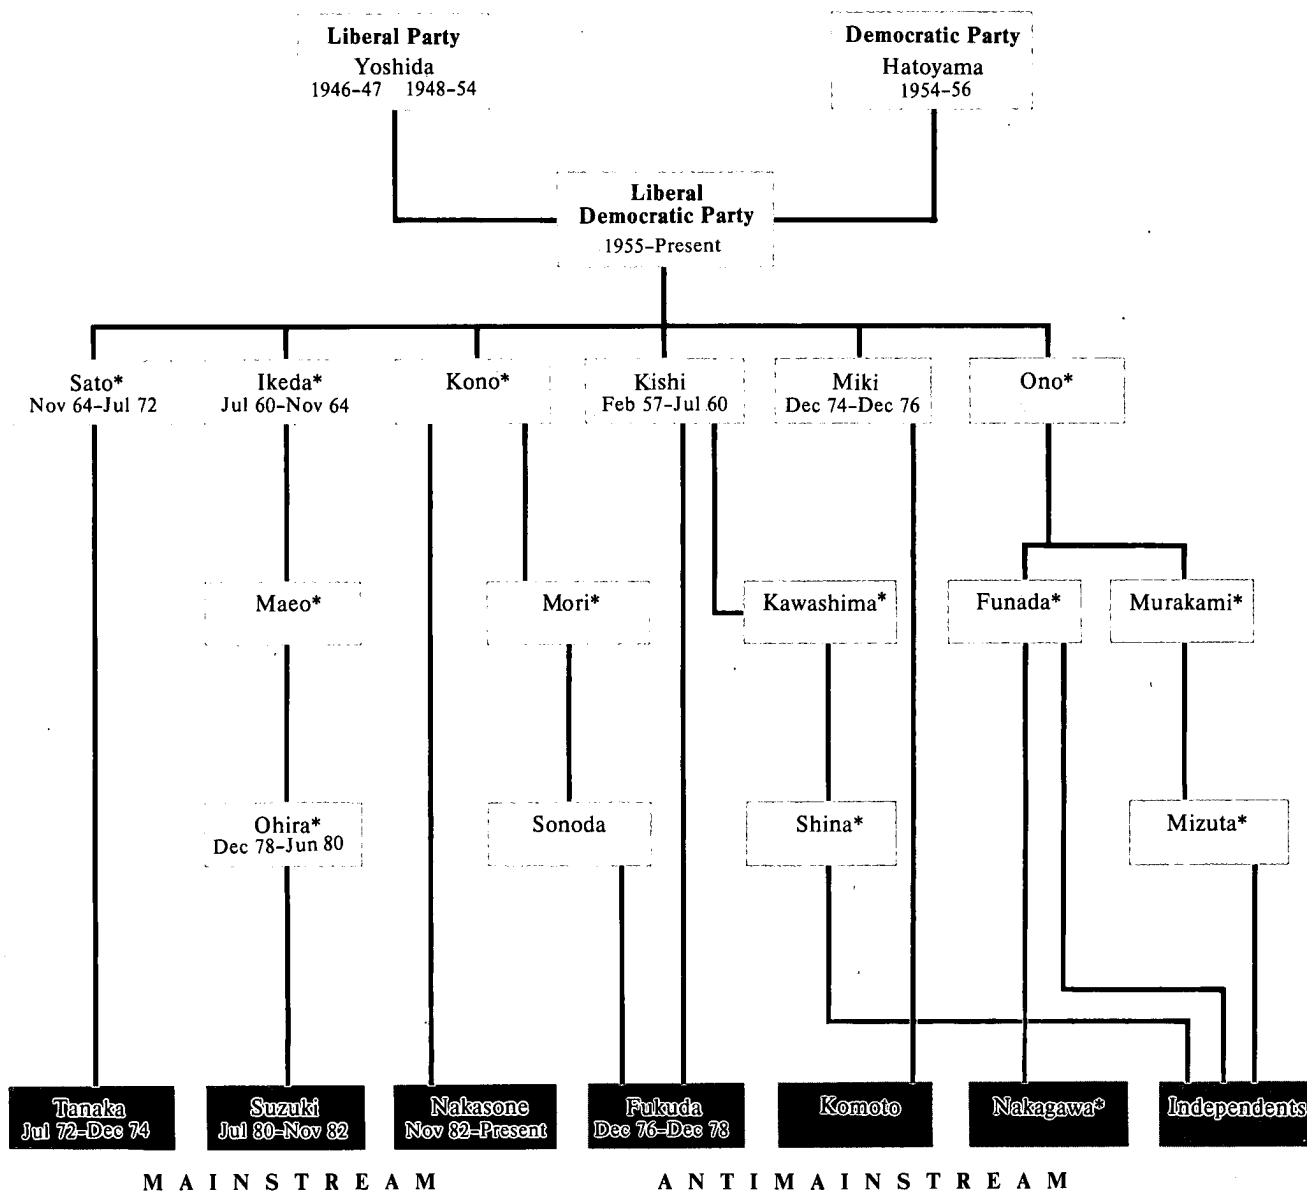 Liberal Party
Yoshida
1946–47 1948–54
Democratic Party
Hatoyama
1954–56
Liberal
Democratic Party
1955–Present
Sato*
Nov 64–Jul 72
Ikeda*
Jul 60–Nov 64
Kono*
Kishi
Feb 57–Jul 60
Miki
Dec 74–Dec 76
Ono*
Maeo*
Mori*
Kawashima*
Funada*
Murakami*
Ohira*
Dec 78–Jun 80
Sonoda
Shina*
Mizuta*
Tanaka
Jul 72–Dec 74
Suzuki
Jul 80–Nov 82
Nakasone
Nov 82–Present
Fukuda
Dec 76–Dec 78
Komoto
Nakagawa*
Independents
MAINSTREAM
ANTIMAINSTREAM